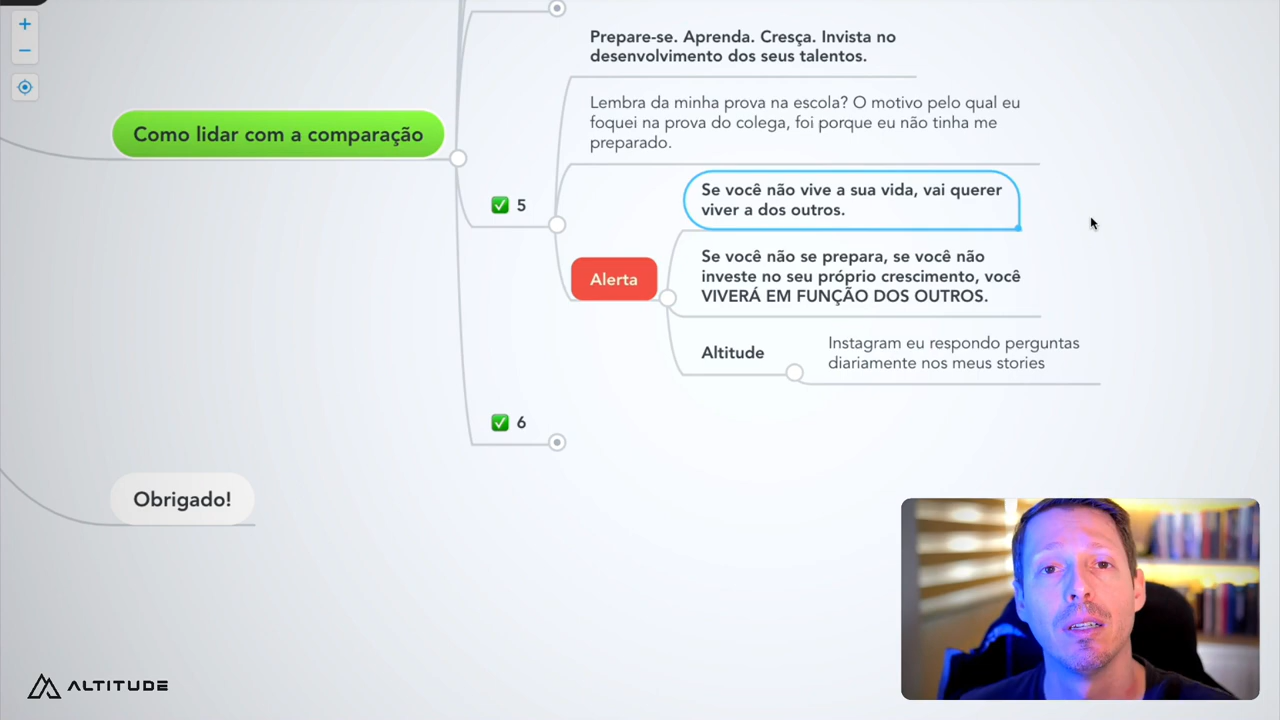 Prepare-se. Aprenda. Cresça. Invista no
desenvolvimento dos seus talentos.
Lembra da minha prova na escola? O motivo pelo qual eu
foquei na prova do colega, foi porque eu não tinha me
preparado.
Como lidar com a comparação
✅ 5
Se você não vive a sua vida, vai querer
viver a dos outros.
Alerta
Se você não se prepara, se você não
investe no seu próprio crescimento, você
VIVERÁ EM FUNÇÃO DOS OUTROS.
Altitude
Instagram eu respondo perguntas
diariamente nos meus stories
✅ 6
Obrigado!
ALTITUDE